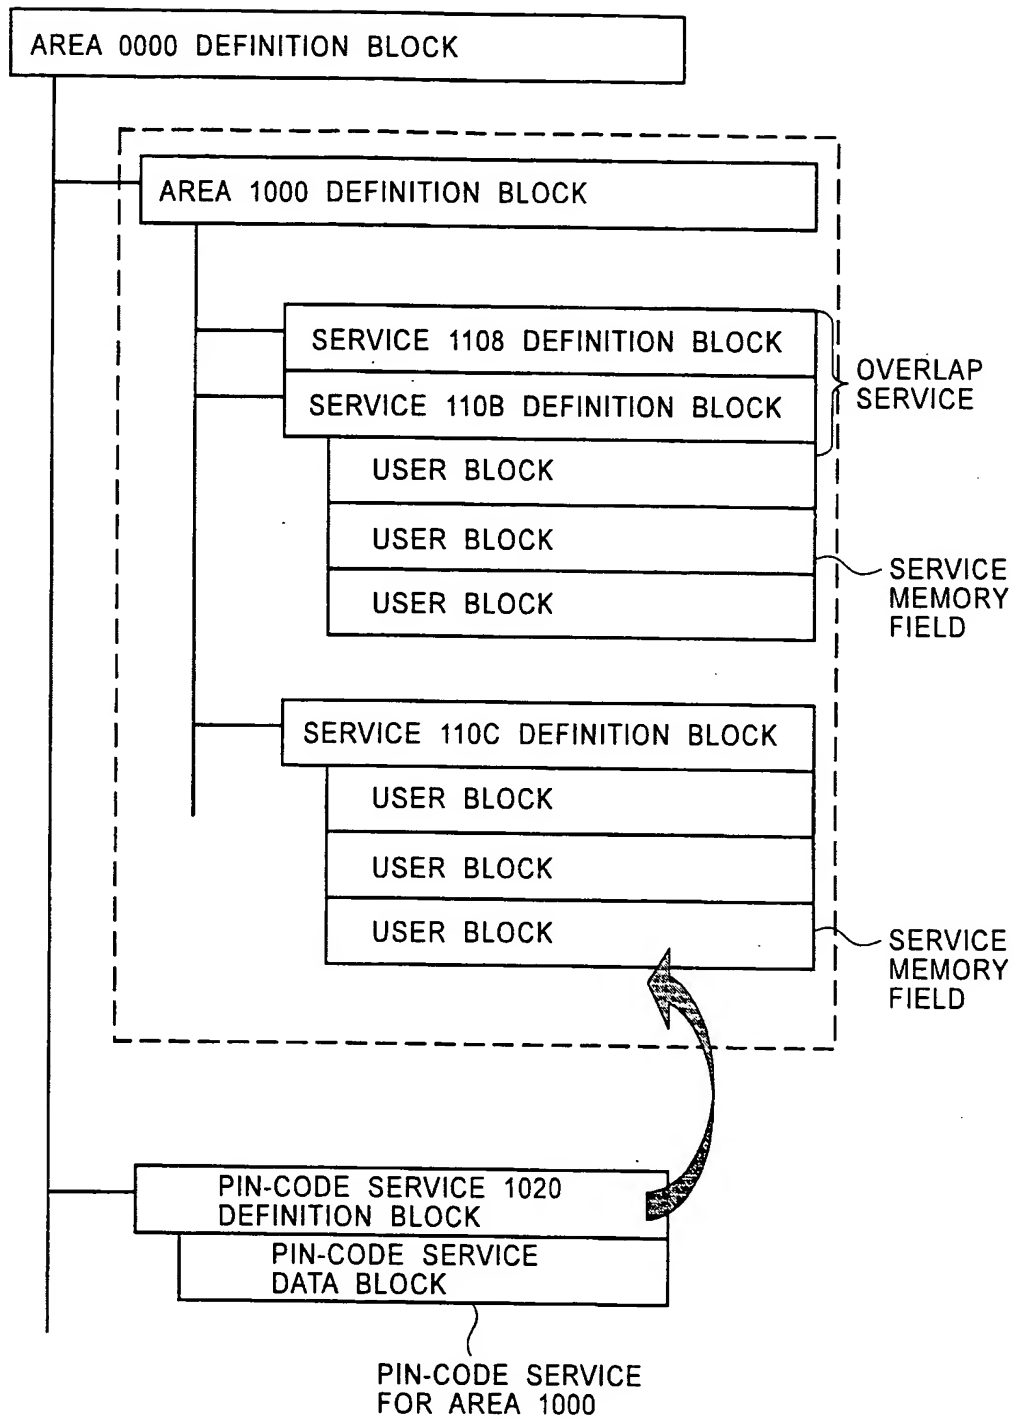 AREA 0000 DEFINITION BLOCK
AREA 1000 DEFINITION BLOCK
SERVICE 1108 DEFINITION BLOCK
SERVICE 110B DEFINITION BLOCK
OVERLAP
SERVICE
USER BLOCK
USER BLOCK
USER BLOCK
SERVICE
MEMORY
FIELD
SERVICE 110C DEFINITION BLOCK
USER BLOCK
USER BLOCK
USER BLOCK
SERVICE
MEMORY
FIELD
PIN-CODE SERVICE 1020
DEFINITION BLOCK
PIN-CODE SERVICE
DATA BLOCK
PIN-CODE SERVICE
FOR AREA 1000